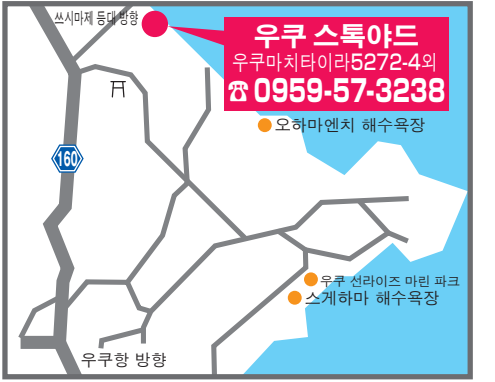 쓰시마제 등대 방향
우쿠 스톡야드
우쿠마치타이라5272-4외
☎ 0959-57-3238
오하마엔치 해수욕장
160
우쿠 선라이즈 마린 파크
스게하마 해수욕장
우쿠항 방향